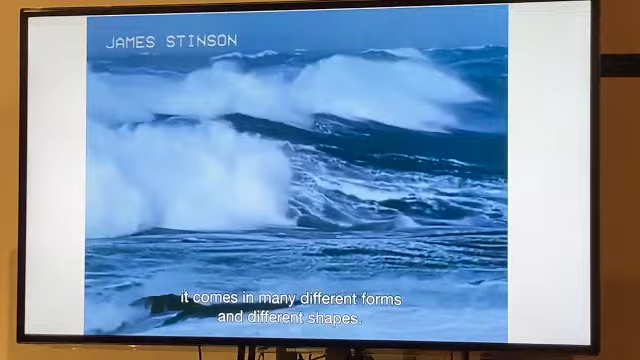 JAMES STINSON
it comes in many different forms
and different shapes.